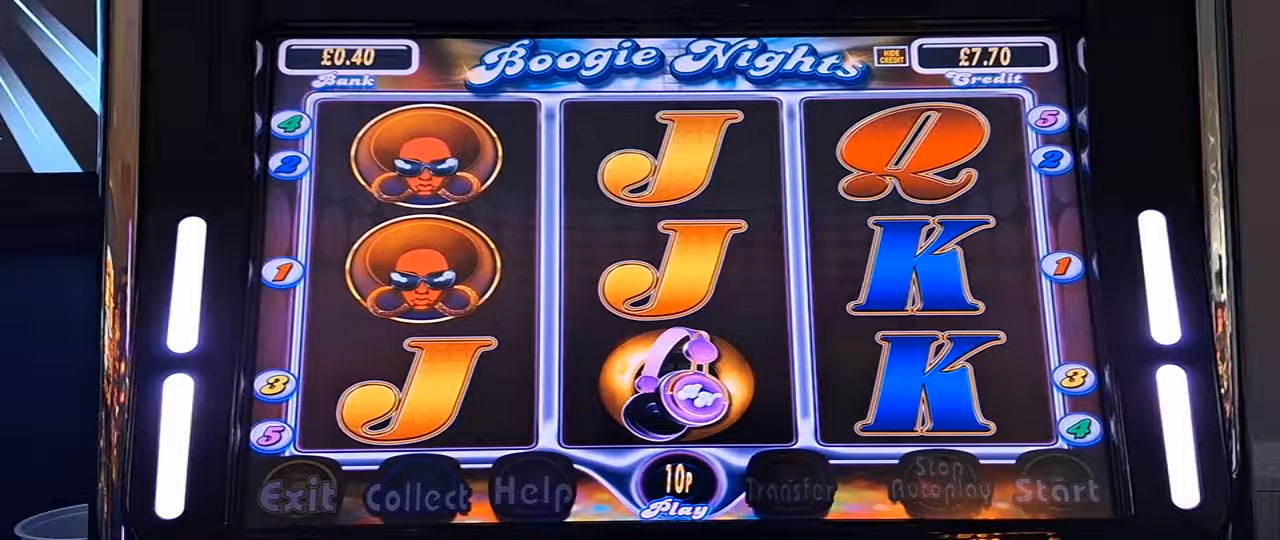 £0.40
Bank
Boogie Nights
HIDE CREDIT
£7.70
Credit
4
2
5
2
J
Q
1
J
K
1
3
5
J
K
3
4
Exit
Collect
Help
10P
Play
Transfer
Stop
Autoplay
Start